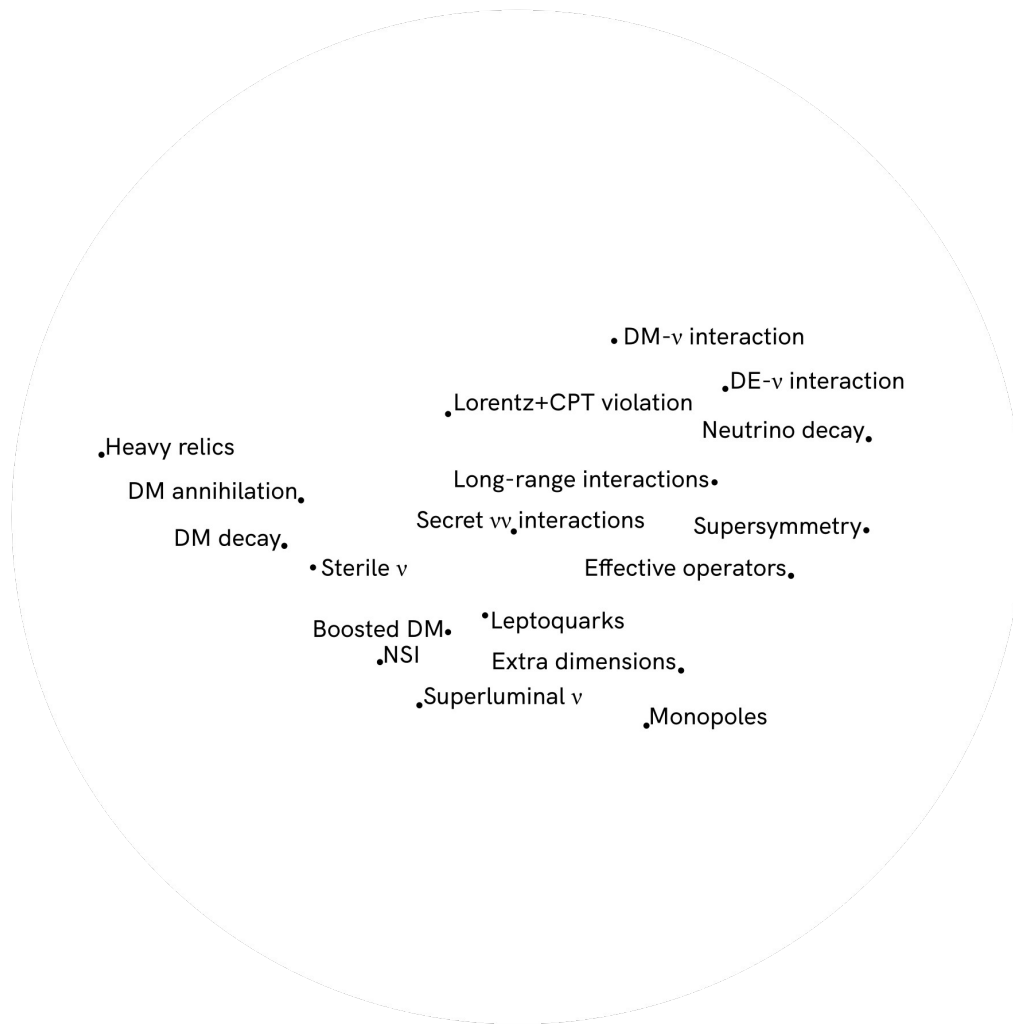 DM-ν interaction
DE-ν interaction
Lorentz+CPT violation
Neutrino decay
Heavy relics
Long-range interactions
DM annihilation
Secret νν interactions
Supersymmetry
DM decay
Sterile ν
Effective operators
Leptoquarks
Boosted DM
NSI
Extra dimensions
Superluminal ν
Monopoles